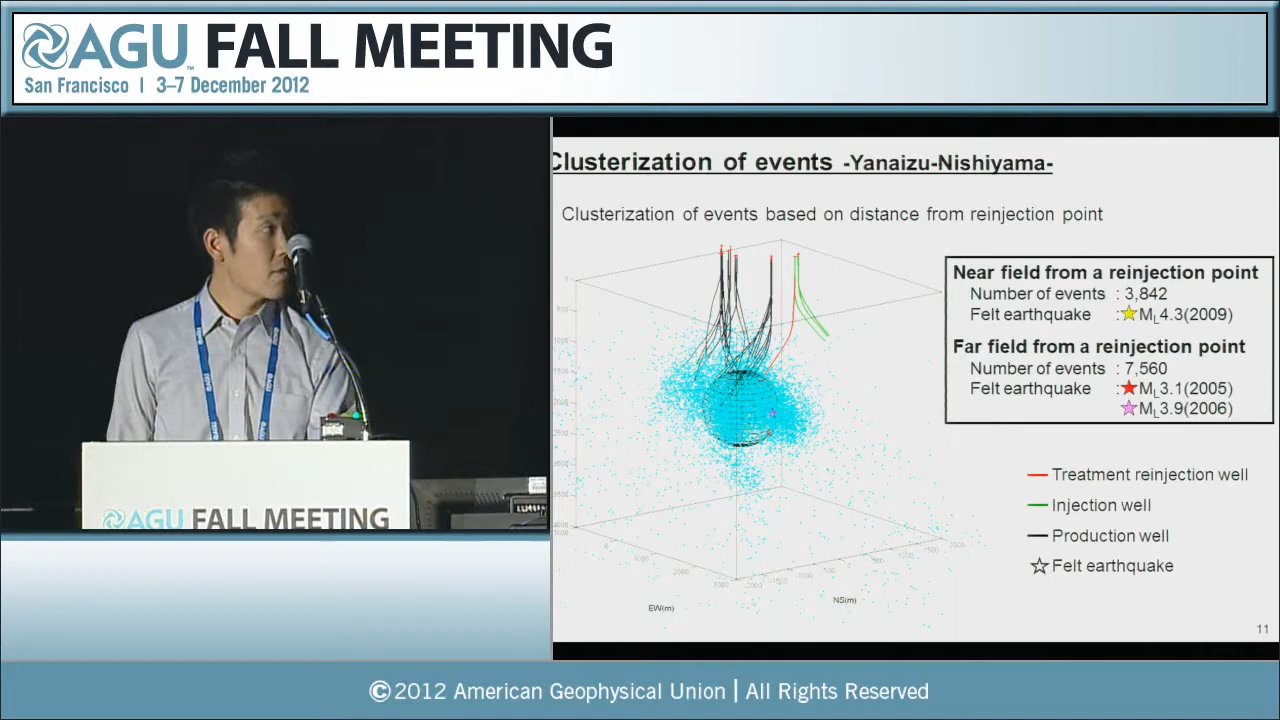 AGU FALL MEETING
San Francisco | 3–7 December 2012
Clusterization of events -Yanaizu-Nishiyama-
Clusterization of events based on distance from reinjection point
Near field from a reinjection point
Number of events : 3,842
Felt earthquake : ML4.3(2009)
Far field from a reinjection point
Number of events : 7,560
Felt earthquake : ML3.1(2005)
ML3.9(2006)
Treatment reinjection well
Injection well
Production well
Felt earthquake
EW(m)
NS(m)
11
AGU FALL MEETING
©2012 American Geophysical Union | All Rights Reserved